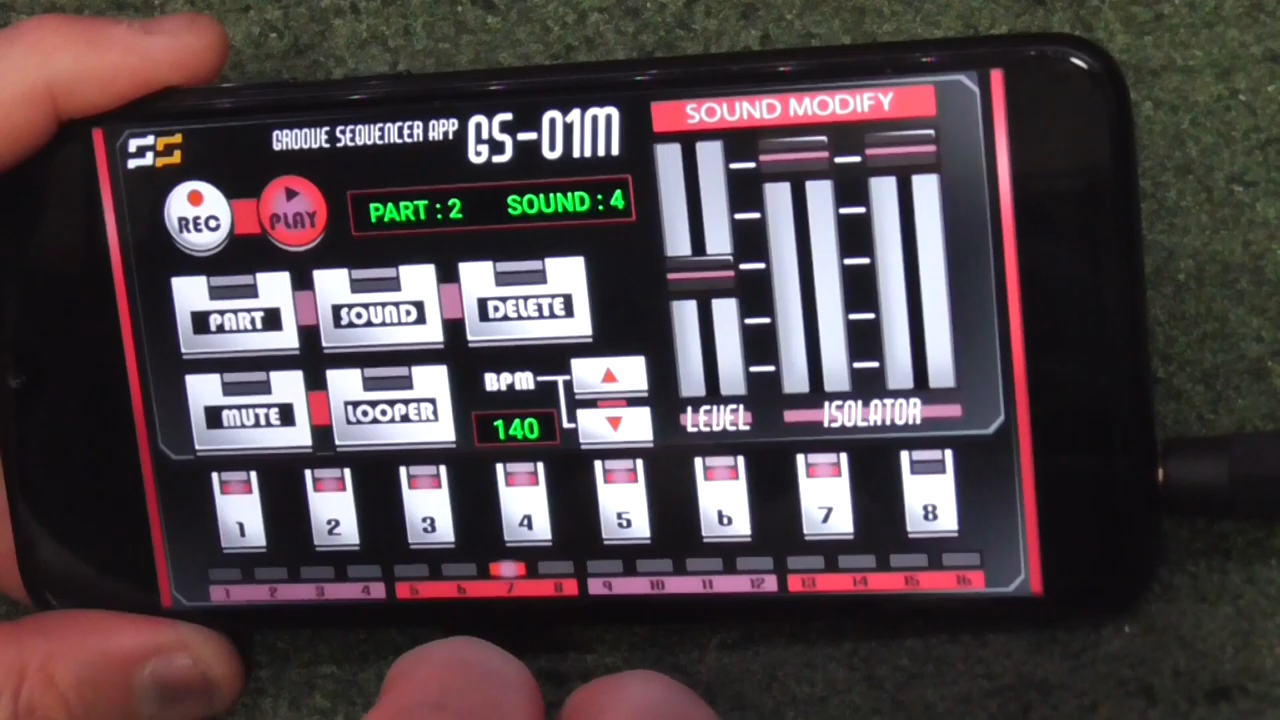 GROOVE SEQUENCER APP GS-01M
SOUND MODIFY
REC
PLAY
PART : 2 SOUND : 4
PART
SOUND
DELETE
MUTE
LOOPER
BPM
140
LEVEL
ISOLATOR
1 2 3 4 5 6 7 8
1 2 3 4 5 6 7 8 9 10 11 12 13 14 15 16